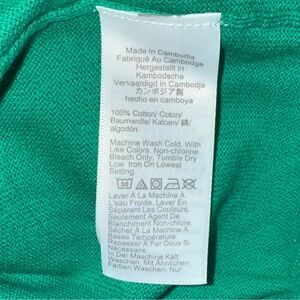 Made In Cambodia
Fabriqué Au Cambodge
Hergestellt In
Kambodscha
Vervaardigd In Cambodja
カンボジア製
hecho en camboya
100% Cotton/ Coton/
Baumwolle/ Katoen/ 綿/
algodón
Machine Wash Cold. With
Like Colors. Non-chlorine
Bleach Only. Tumble Dry
Low. Iron On Lowest
Setting.
30
Laver À La Machine À
L'eau Froide. Laver En
Séparant Les Couleurs.
Seulement Agent De
Blanchiment Non Chloré.
Sécher À La Machine À
Basse Température.
Repasser À Fer Doux Si
Nécessaire.
In Der Maschine Kalt
Waschen, Mit Ähnlichen
Farben Waschen. Nur